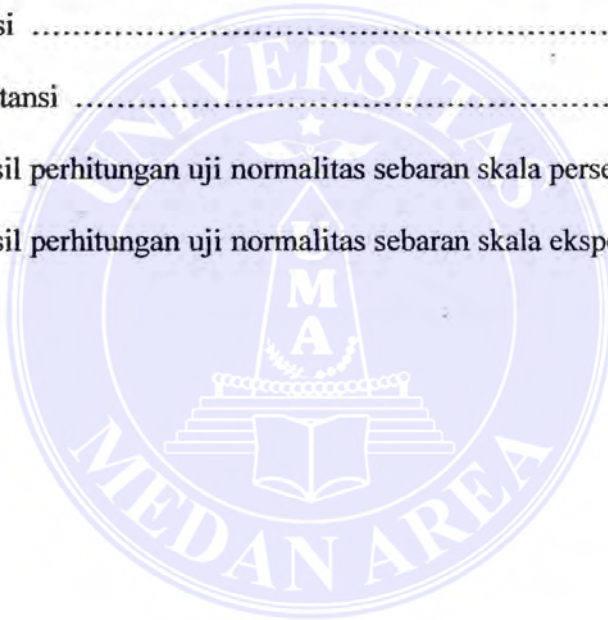 si ........................................................................
tansi ...................................................................
sil perhitungan uji normalitas sebaran skala perse
sil perhitungan uji normalitas sebaran skala ekspe
UNIVERSITAS
U
M
A
MEDAN AREA